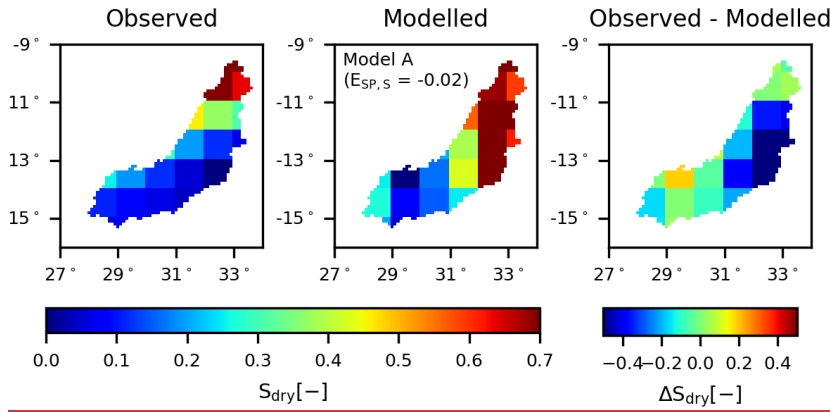 Observed
Modelled
Observed - Modelled
-9°
-11°
-13°
-15°
27° 29° 31° 33°
-9°
-11°
-13°
-15°
Model A
(E_SP,S = -0.02)
27° 29° 31° 33°
-9°
-11°
-13°
-15°
27° 29° 31° 33°
0.0 0.1 0.2 0.3 0.4 0.5 0.6 0.7
S_dry[−]
−0.4 −0.2 0.0 0.2 0.4
ΔS_dry[−]